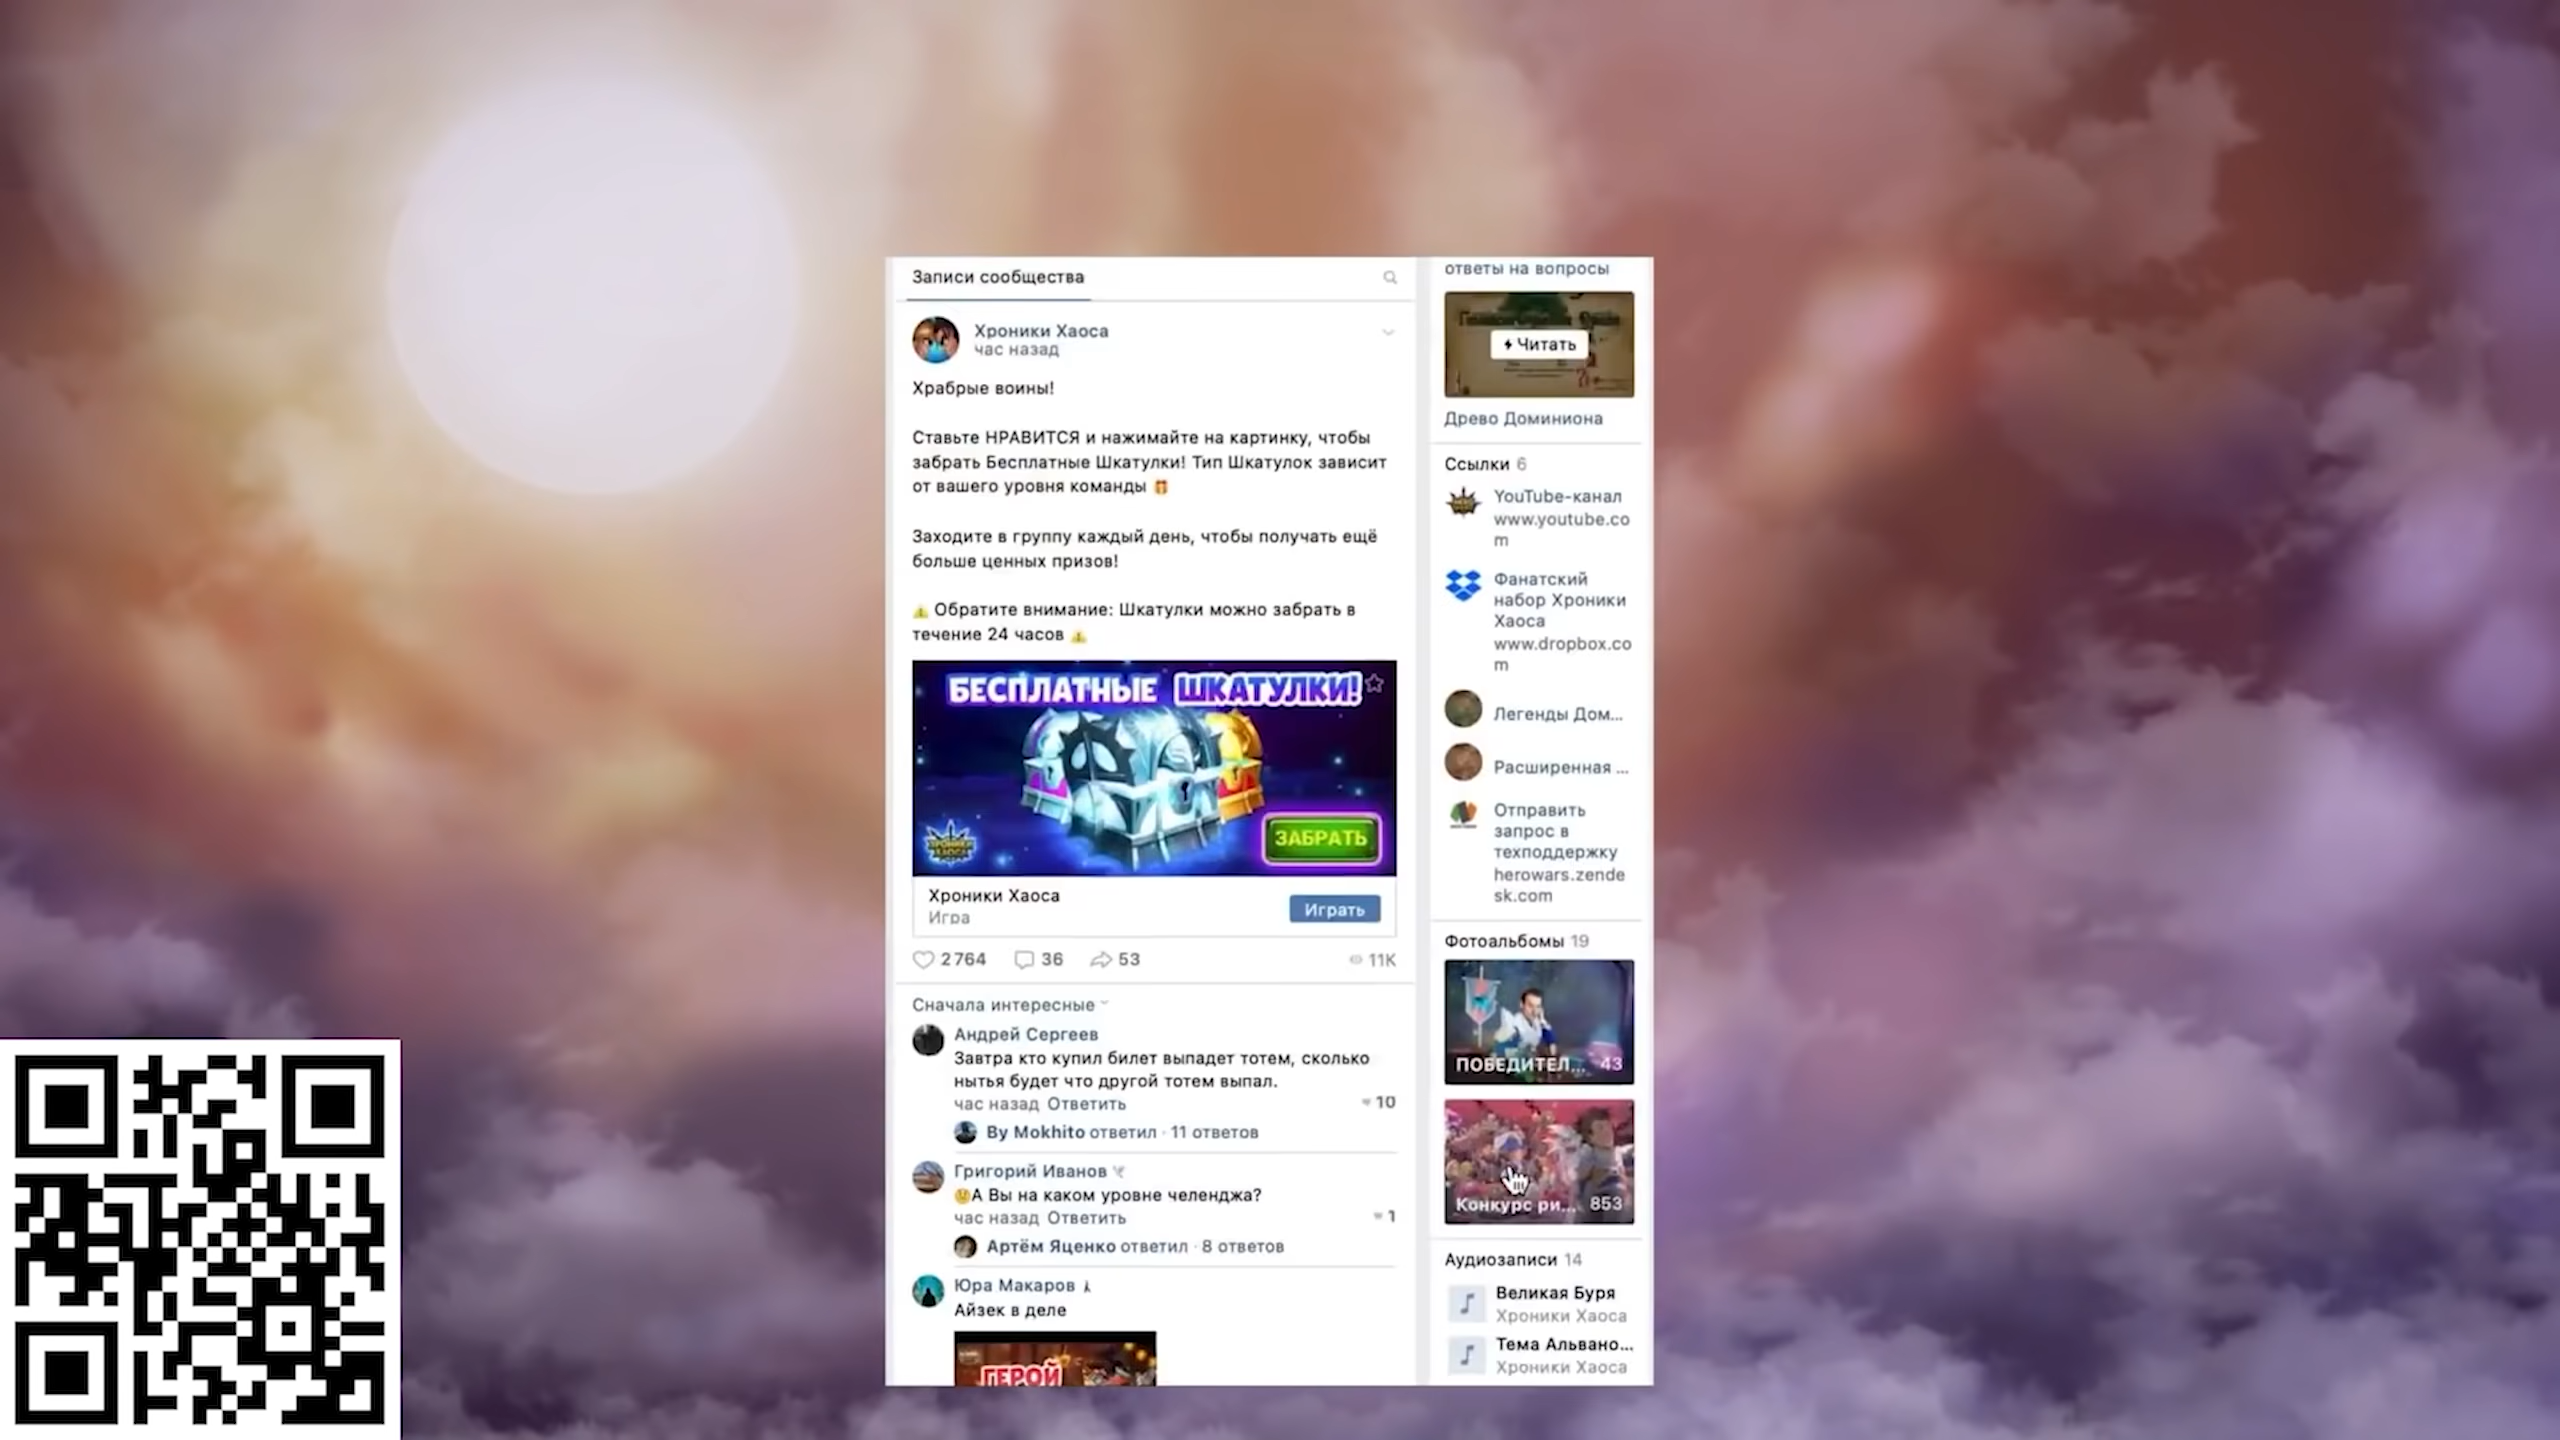 Записи сообщества
Хроники Хаоса
час назад
Храбрые воины!
Ставьте НРАВИТСЯ и нажимайте на картинку, чтобы
забрать Бесплатные Шкатулки! Тип Шкатулок зависит
от вашего уровня команды
Заходите в группу каждый день, чтобы получать ещё
больше ценных призов!
Обратите внимание: Шкатулки можно забрать в
течение 24 часов
БЕСПЛАТНЫЕ ШКАТУЛКИ!
ХРОНИКИ
ХАОСА
ЗАБРАТЬ
Хроники Хаоса
Игра
Играть
2764 36 53 11K
Сначала интересные
Андрей Сергеев
Завтра кто купил билет выпадет тотем, сколько
нытья будет что другой тотем выпал.
час назад Ответить
10
By Mokhito ответил · 11 ответов
Григорий Иванов
А Вы на каком уровне челенджа?
час назад Ответить
1
Артём Яценко ответил · 8 ответов
Юра Макаров
Айзек в деле
ГЕРОЙ
ответы на вопросы
Читать
Древо Доминиона
Ссылки 6
YouTube-канал
www.youtube.co
m
Фанатский
набор Хроники
Хаоса
www.dropbox.co
m
Легенды Дом...
Расширенная ...
Отправить
запрос в
техподдержку
herowars.zende
sk.com
Фотоальбомы 19
ПОБЕДИТЕЛ... 43
Конкурс ри... 853
Аудиозаписи 14
Великая Буря
Хроники Хаоса
Тема Альвано...
Хроники Хаоса